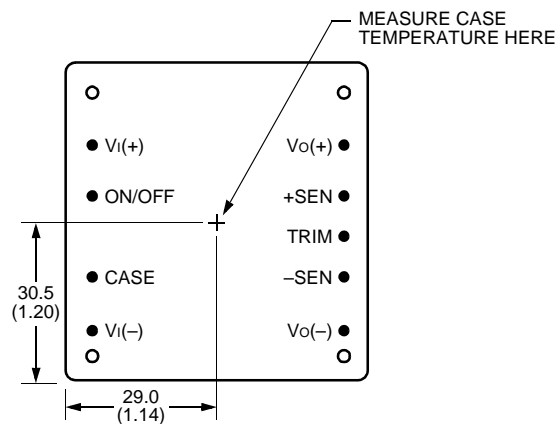 MEASURE CASE
TEMPERATURE HERE
VI(+)
VO(+)
ON/OFF
+SEN
TRIM
CASE
–SEN
30.5
(1.20)
VI(–)
VO(–)
29.0
(1.14)